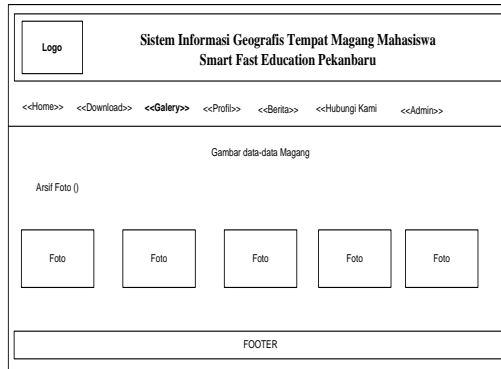 Logo
Sistem Informasi Geografis Tempat Magang Mahasiswa
Smart Fast Education Pekanbaru
<<Home>> <<Download>> <<Galery>> <<Profil>> <<Berita>> <<Hubungi Kami <<Admin>>
Gambar data-data Magang
Arsif Foto ()
Foto Foto Foto Foto Foto
FOOTER